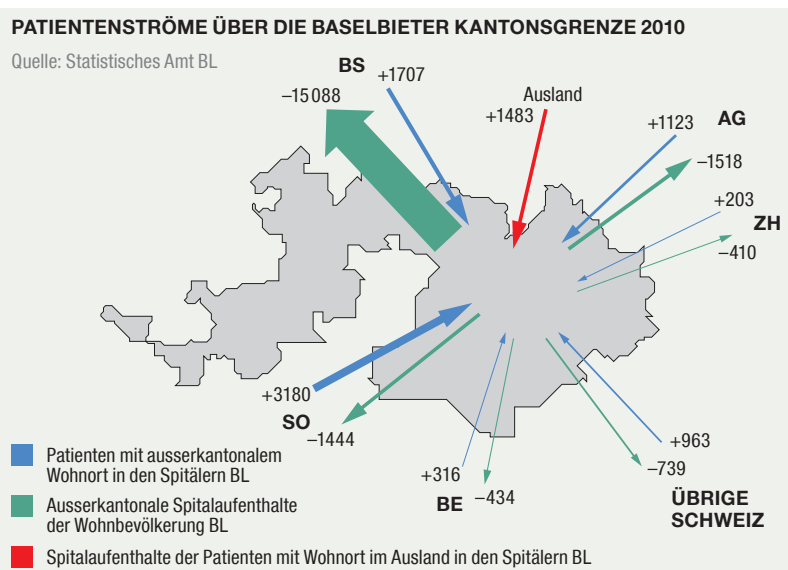 PATIENTENSTRÖME ÜBER DIE BASELBIETER KANTONSGRENZE 2010
Quelle: Statistisches Amt BL
BS
+1707
–15 088
Ausland
+1483
AG
+1123
–1518
+203
ZH
–410
+3180
SO
–1444
+316
BE
–434
+963
–739
ÜBRIGE
SCHWEIZ
Patienten mit ausserkantonalem
Wohnort in den Spitälern BL
Ausserkantonale Spitalaufenthalte
der Wohnbevölkerung BL
Spitalaufenthalte der Patienten mit Wohnort im Ausland in den Spitälern BL